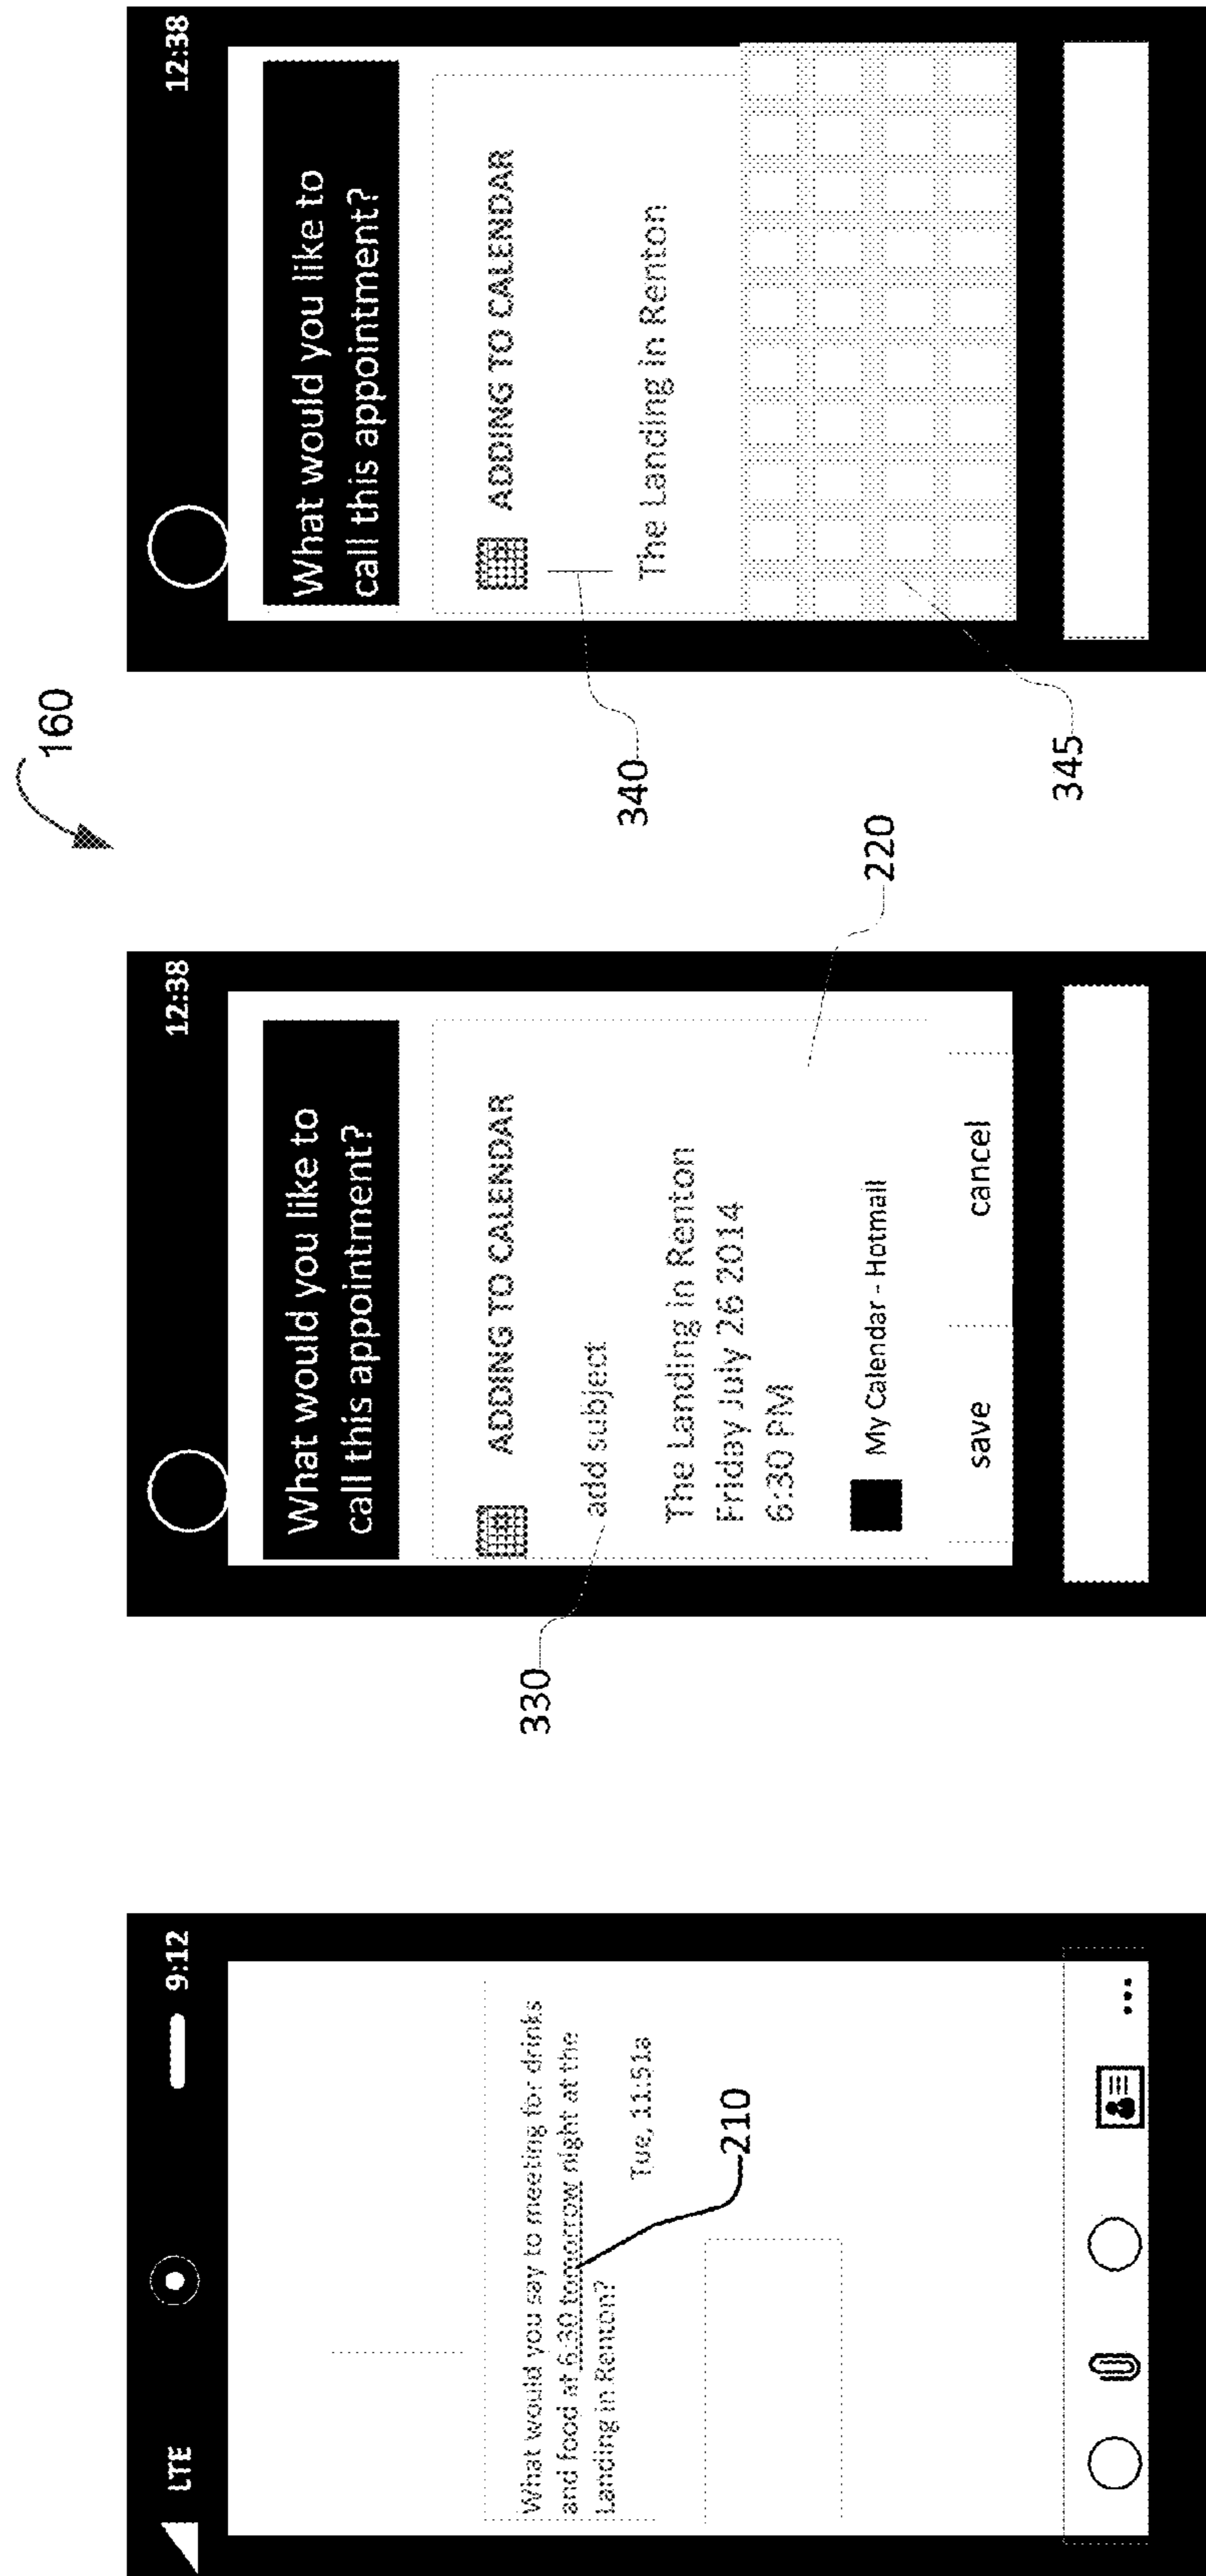 160
LTE
9:12
What would you say to meeting for drinks
and food at 6:30 tomorrow night at the
Landing in Renton?
Tue, 11:51a
210
...
12:38
What would you like to
call this appointment?
ADDING TO CALENDAR
add subject
330
The Landing in Renton
Friday July 26 2014
6:30 PM
My Calendar - Hotmail
220
save
cancel
12:38
What would you like to
call this appointment?
ADDING TO CALENDAR
340
The Landing in Renton
345